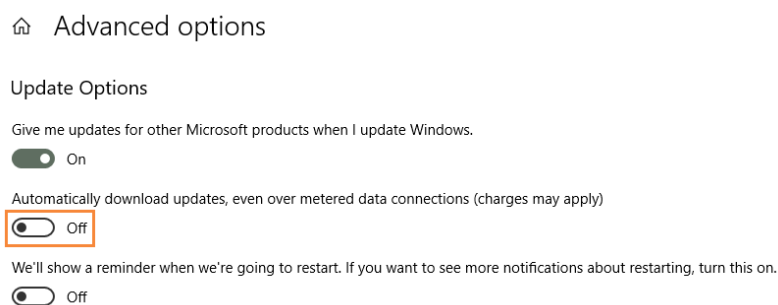 Advanced options
Update Options
Give me updates for other Microsoft products when I update Windows.
On
Automatically download updates, even over metered data connections (charges may apply)
Off
We'll show a reminder when we're going to restart. If you want to see more notifications about restarting, turn this on.
Off